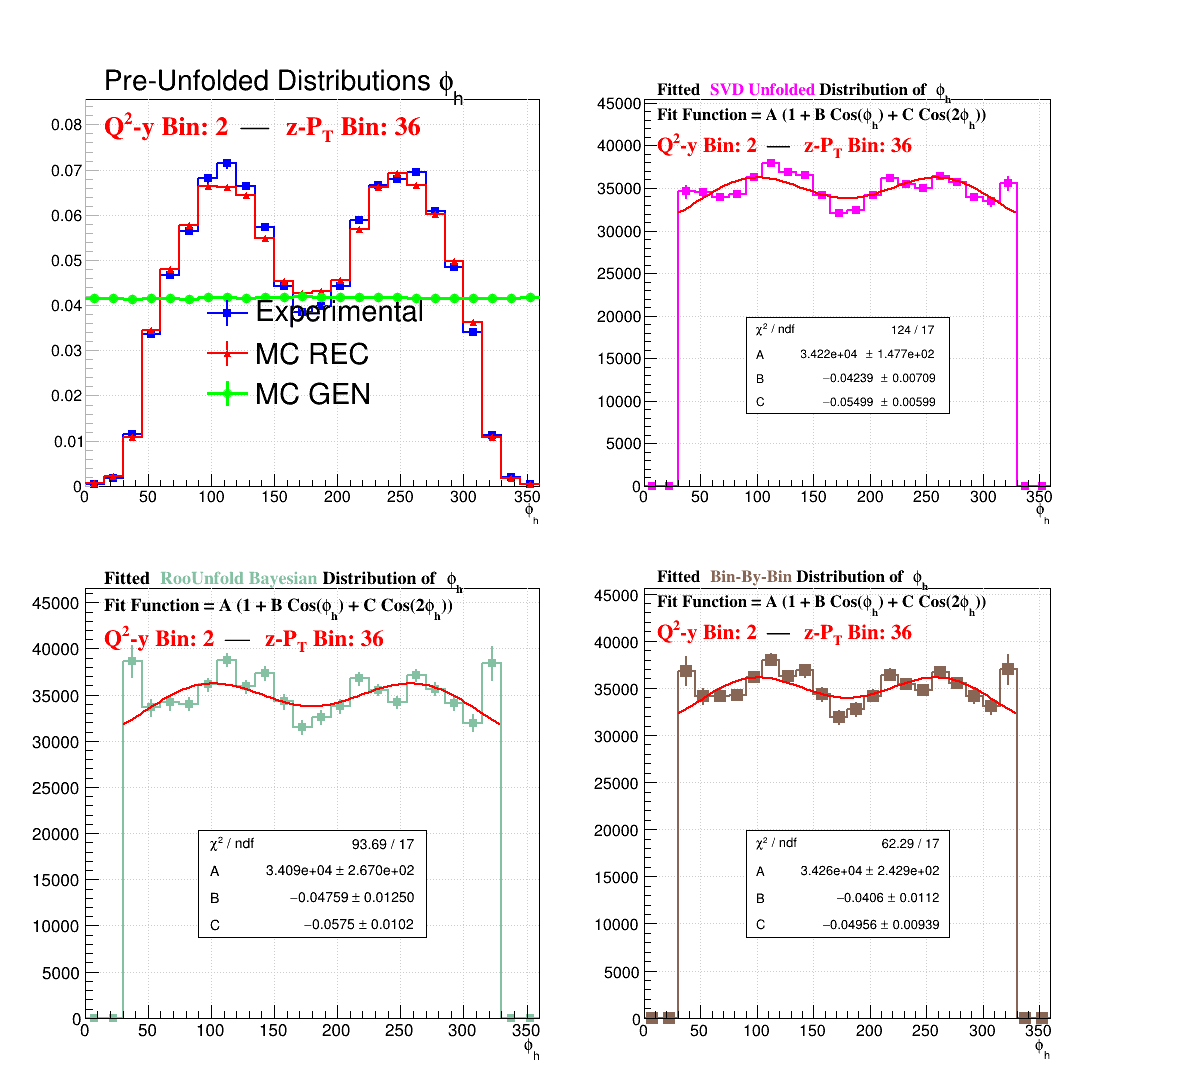 Pre-Unfolded Distributions ϕh
Q²-y Bin: 2 — z-PT Bin: 36
0.08
0.07
0.06
0.05
0.04
0.03
0.02
0.01
0
Experimental
MC REC
MC GEN
0 50 100 150 200 250 300 350
ϕh
Fitted SVD Unfolded Distribution of ϕh
Fit Function = A (1 + B Cos(ϕh) + C Cos(2ϕh))
Q²-y Bin: 2 — z-PT Bin: 36
45000
40000
35000
30000
25000
20000
15000
10000
5000
0
χ² / ndf 124 / 17
A 3.422e+04 ± 1.477e+02
B −0.04239 ± 0.00709
C −0.05499 ± 0.00599
0 50 100 150 200 250 300 350
ϕh
Fitted RooUnfold Bayesian Distribution of ϕh
Fit Function = A (1 + B Cos(ϕh) + C Cos(2ϕh))
Q²-y Bin: 2 — z-PT Bin: 36
45000
40000
35000
30000
25000
20000
15000
10000
5000
0
χ² / ndf 93.69 / 17
A 3.409e+04 ± 2.670e+02
B −0.04759 ± 0.01250
C −0.0575 ± 0.0102
0 50 100 150 200 250 300 350
ϕh
Fitted Bin-By-Bin Distribution of ϕh
Fit Function = A (1 + B Cos(ϕh) + C Cos(2ϕh))
Q²-y Bin: 2 — z-PT Bin: 36
45000
40000
35000
30000
25000
20000
15000
10000
5000
0
χ² / ndf 62.29 / 17
A 3.426e+04 ± 2.429e+02
B −0.0406 ± 0.0112
C −0.04956 ± 0.00939
0 50 100 150 200 250 300 350
ϕh